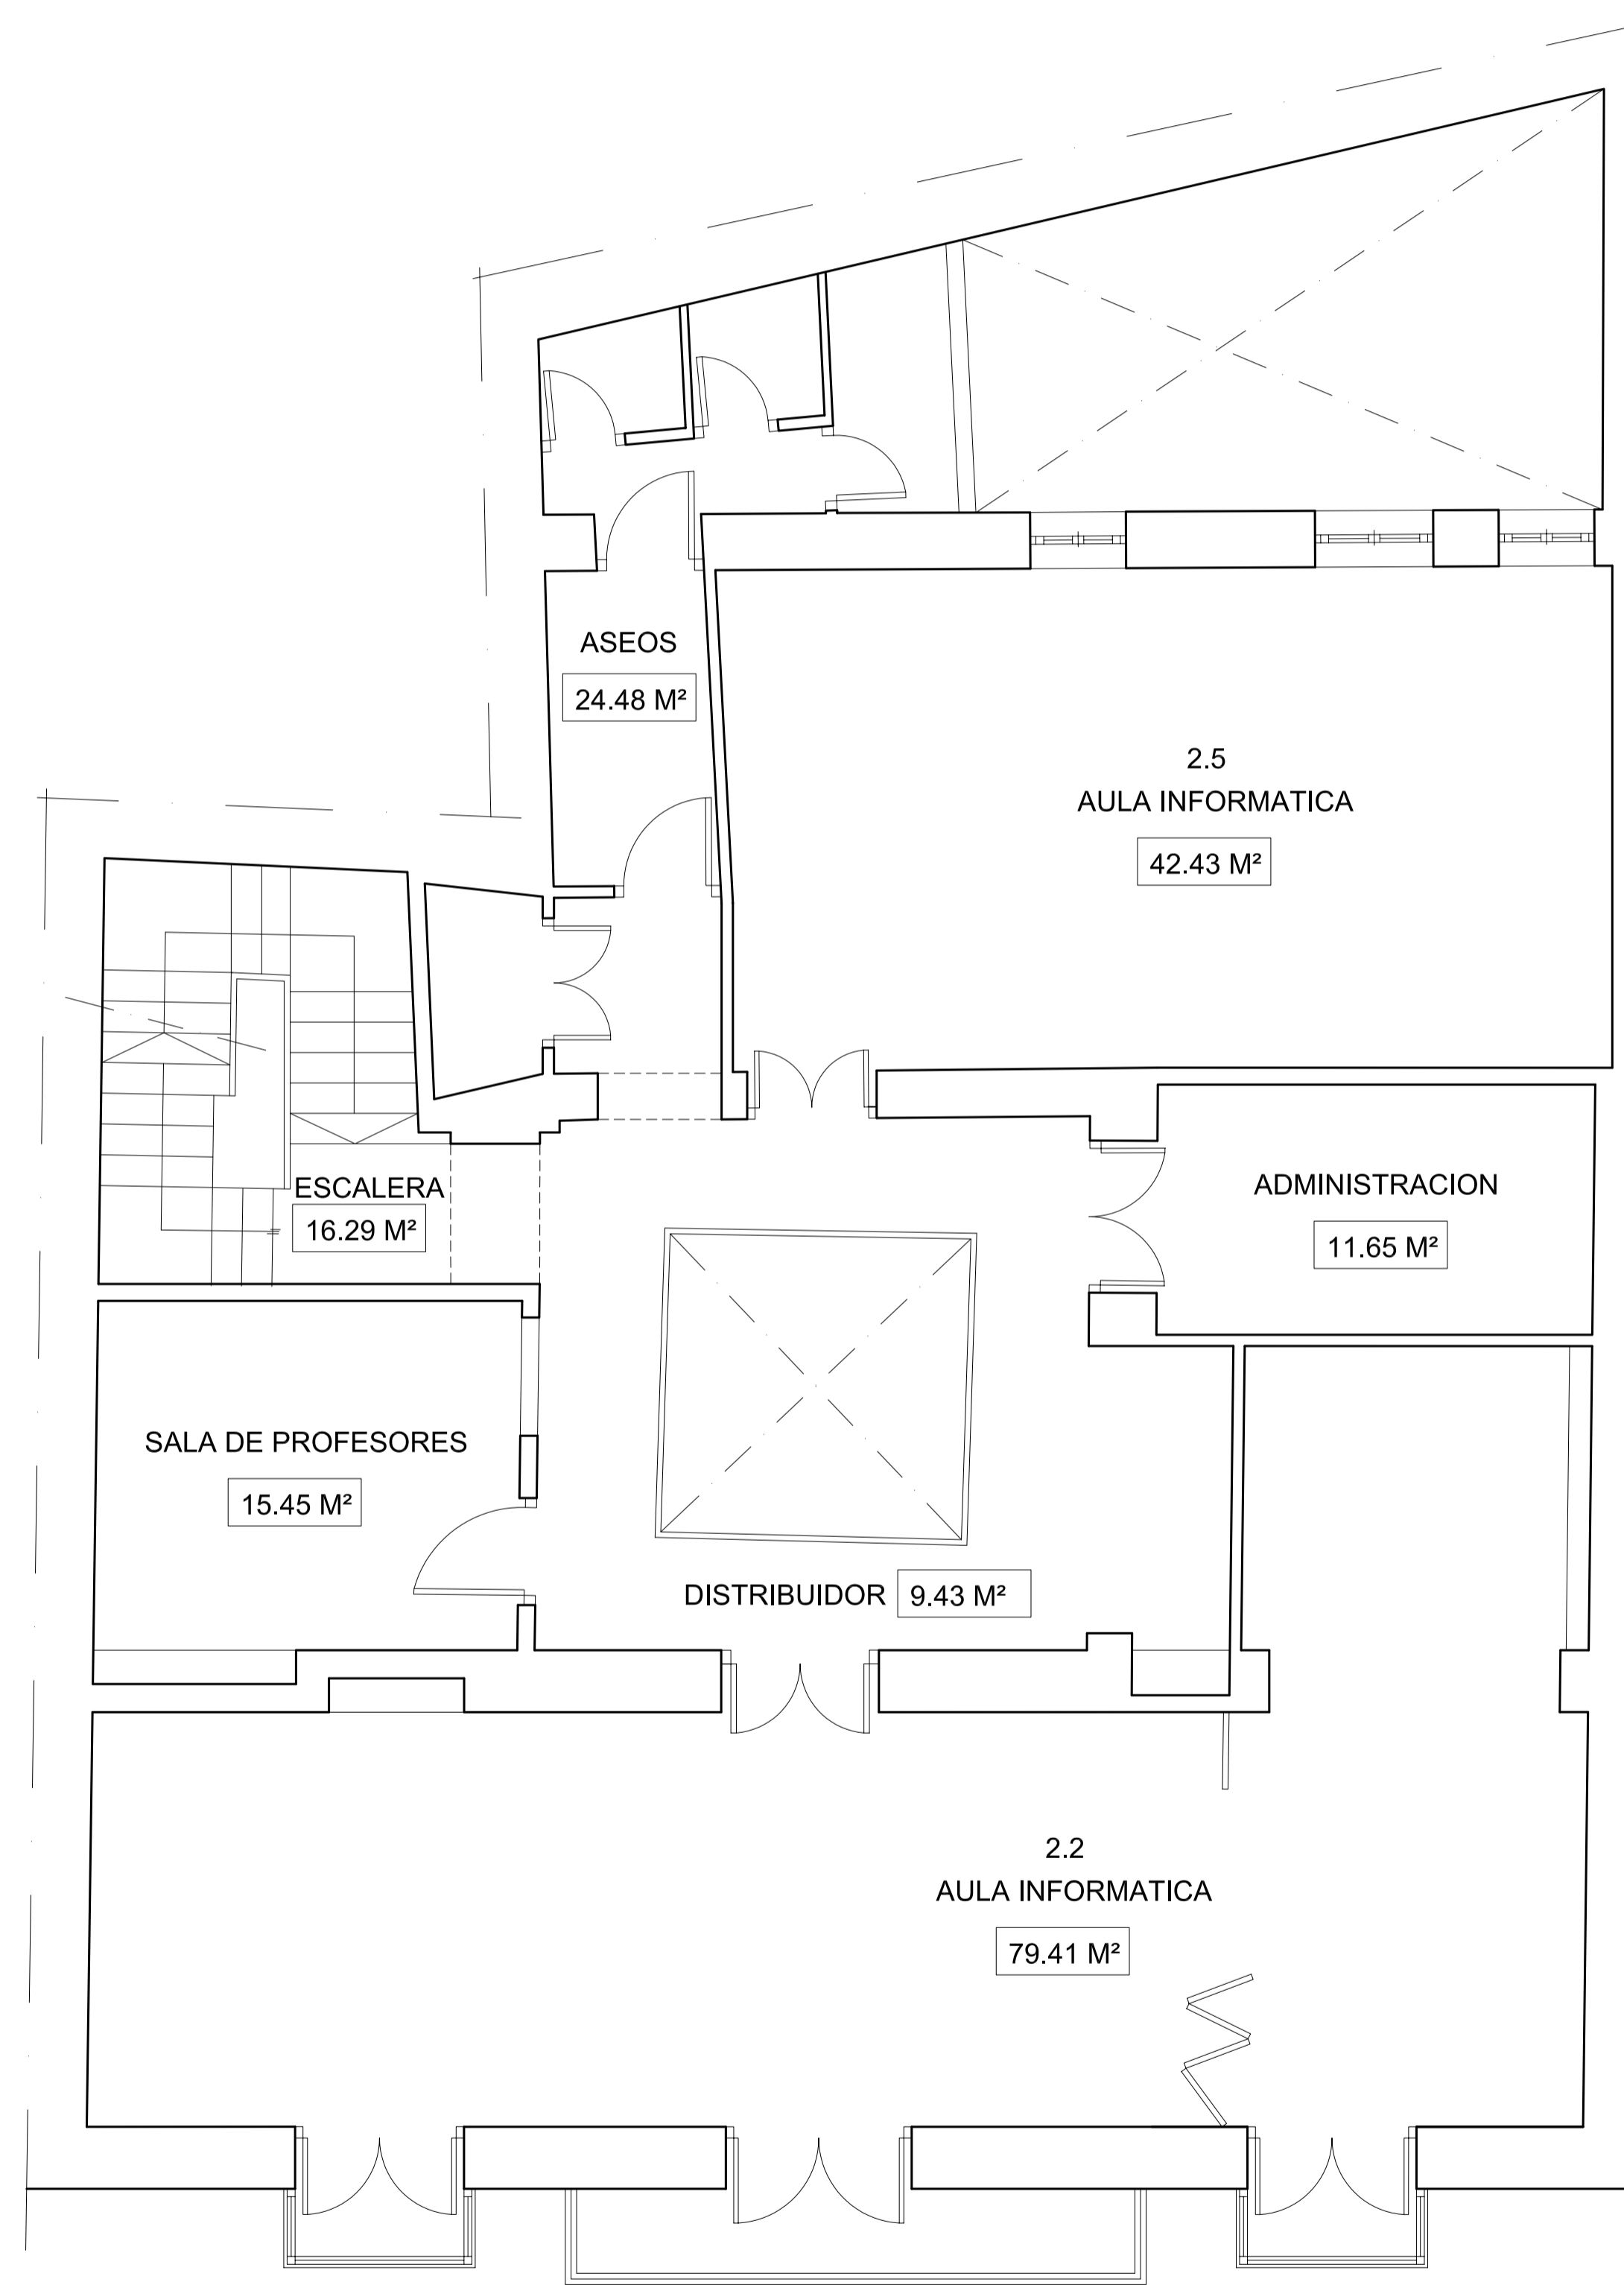 ASEOS
24.48 M²
2.5
AULA INFORMATICA
42.43 M²
ESCALERA
16.29 M²
ADMINISTRACION
11.65 M²
SALA DE PROFESORES
15.45 M²
DISTRIBUIDOR 9.43 M²
2.2
AULA INFORMATICA
79.41 M²